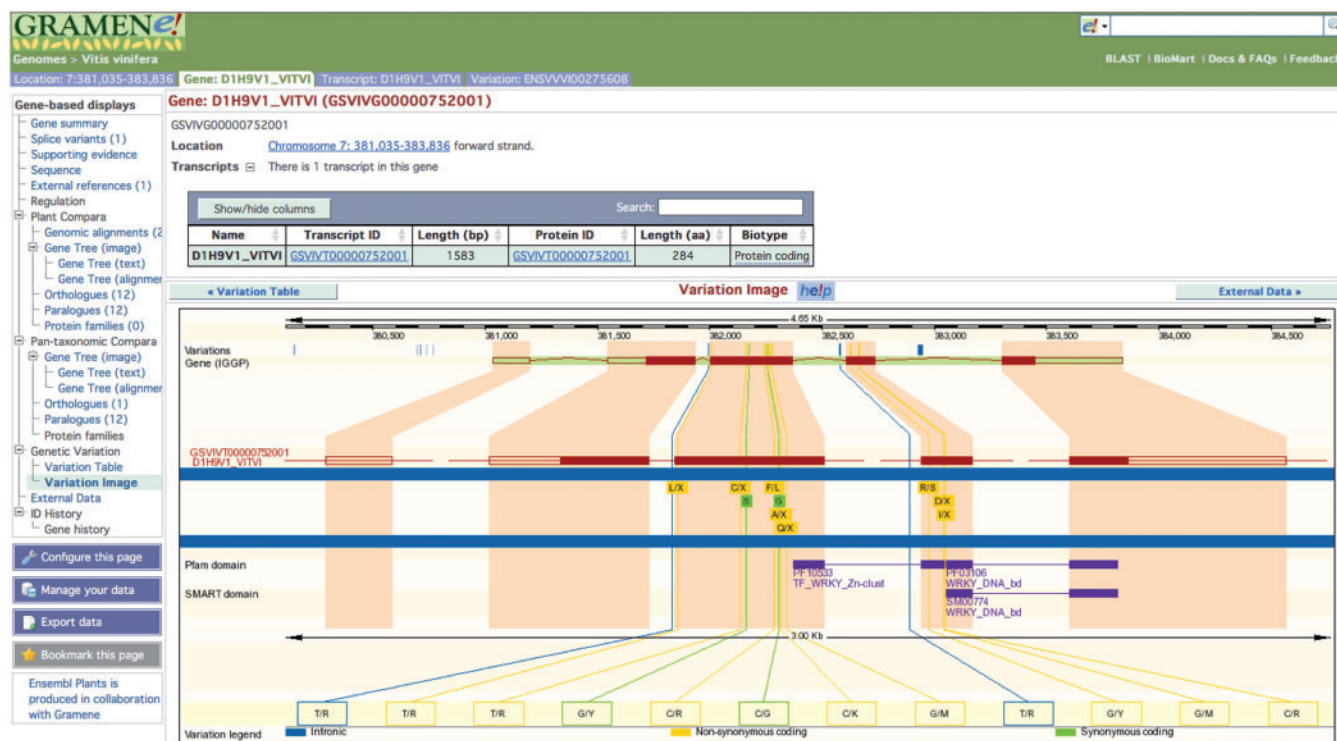 GRAMENE!
Genomes > Vitis vinifera
BLAST | BioMart | Docs & FAQs | Feedback
Location: 7:381,035-383,836 Gene: D1H9V1_VITVI Transcript: D1H9V1_VITVI Variation: ENSVVVI00275608
Gene-based displays
Gene summary
Splice variants (1)
Supporting evidence
Sequence
External references (1)
Regulation
Plant Compara
Genomic alignments (2
Gene Tree (image)
Gene Tree (text)
Gene Tree (alignmer
Orthologues (12)
Paralogues (12)
Protein families (0)
Pan-taxonomic Compara
Gene Tree (image)
Gene Tree (text)
Gene Tree (alignmer
Orthologues (1)
Paralogues (12)
Protein families
Genetic Variation
Variation Table
Variation Image
External Data
ID History
Gene history
Configure this page
Manage your data
Export data
Bookmark this page
Ensembl Plants is
produced in collaboration
with Gramene
Gene: D1H9V1_VITVI (GSVIVG00000752001)
GSVIVG00000752001
Location Chromosome 7: 381,035-383,836 forward strand.
Transcripts There is 1 transcript in this gene
Show/hide columns Search:
Name Transcript ID Length (bp) Protein ID Length (aa) Biotype
D1H9V1_VITVI GSVIVT00000752001 1583 GSVIVT00000752001 284 Protein coding
« Variation Table Variation Image he!p External Data »
4.65 Kb
380,500 381,000 381,500 382,000 382,500 383,000 383,500 384,000 384,500
Variations
Gene (IGGP)
GSVIVT00000752001
D1H9V1_VITVI
L/X C/X F/L R/S
S G D/X
A/X I/X
Q/X
Pfam domain
PF10533 PF03106
TF_WRKY_Zn-clust WRKY_DNA_bd
SMART domain
SM00774
WRKY_DNA_bd
3.00 Kb
T/R T/R T/R G/Y C/R C/G C/K G/M T/R G/Y G/M C/R
Variation legend Intronic Non-synonymous coding Synonymous coding